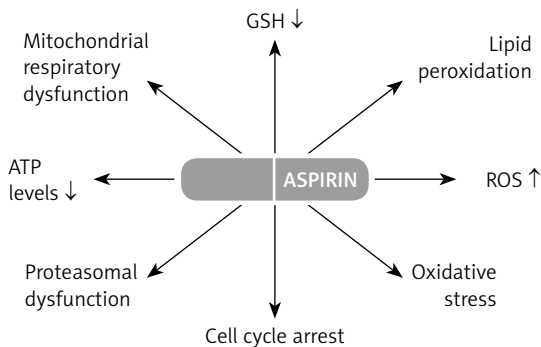 GSH ↓
Mitochondrial
respiratory
dysfunction
Lipid
peroxidation
ATP
levels ↓
ASPIRIN
ROS ↑
Proteasomal
dysfunction
Oxidative
stress
Cell cycle arrest